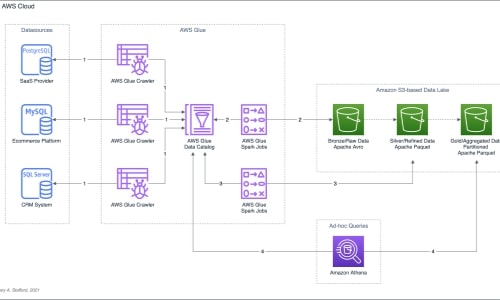 AWS Cloud
Datasources
AWS Glue
PostgreSQL
SaaS Provider
1
AWS Glue Crawler
1
Amazon S3-based Data Lake
MySQL
Ecommerce Platform
1
AWS Glue Crawler
1
AWS Glue
Data Catalog
2
AWS Glue
Spark Jobs
2
Bronze/Raw Data
Apache Avro
Silver/Refined Data
Apache Parquet
Gold/Aggregated Dat
Partitioned
Apache Parquet
1
SQL Server
CRM System
1
AWS Glue Crawler
3
AWS Glue
Spark Jobs
3
Ad-hoc Queries
Amazon Athena
4
A. Stafford, 2021